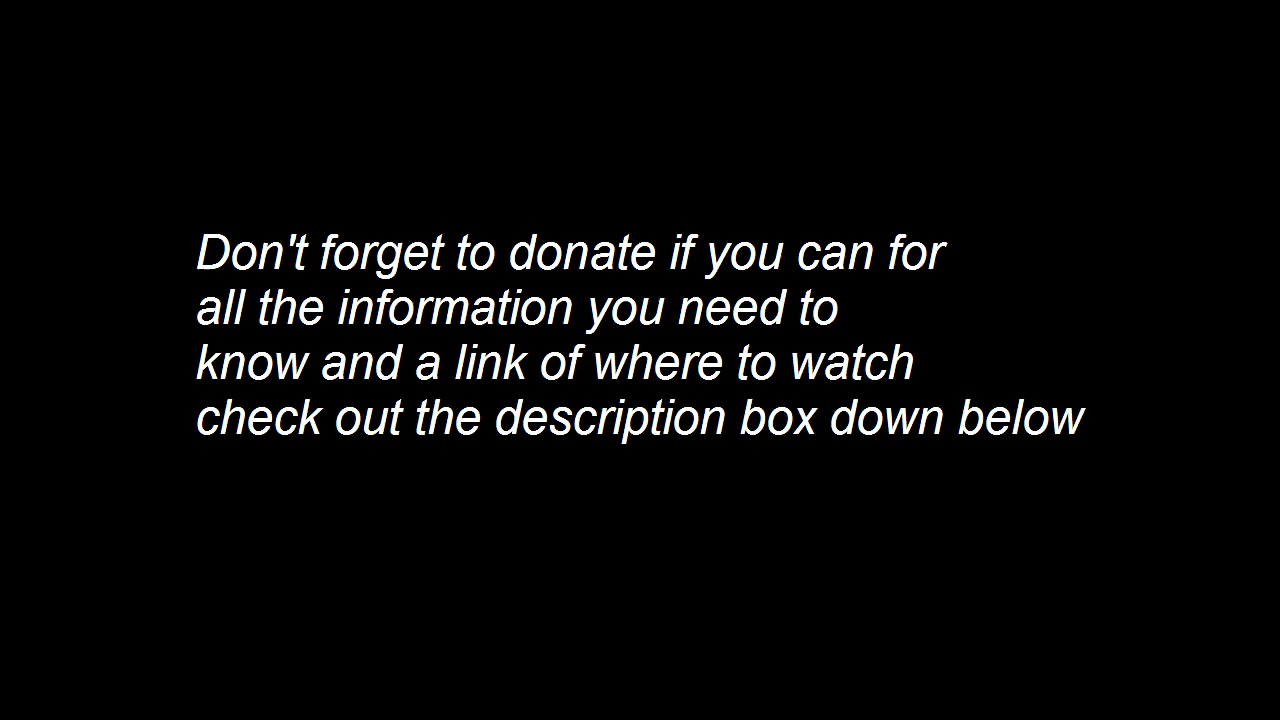 Don't forget to donate if you can for
all the information you need to
know and a link of where to watch
check out the description box down below